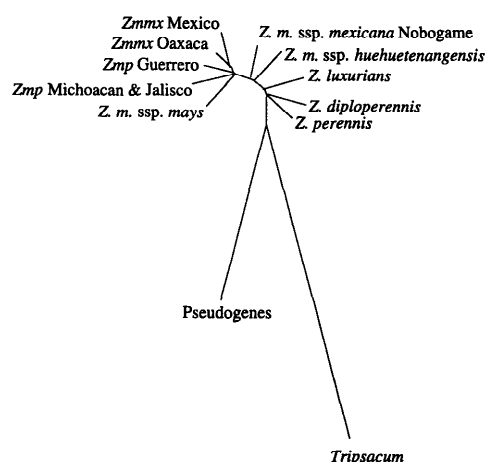 Zmmx Mexico
Zmmx Oaxaca
Zmp Guerrero
Zmp Michoacan & Jalisco
Z. m. ssp. mays
Z. m. ssp. mexicana Nobogame
Z. m. ssp. huehuetenangensis
Z. luxurians
Z. diploperennis
Z. perennis
Pseudogenes
Tripsacum